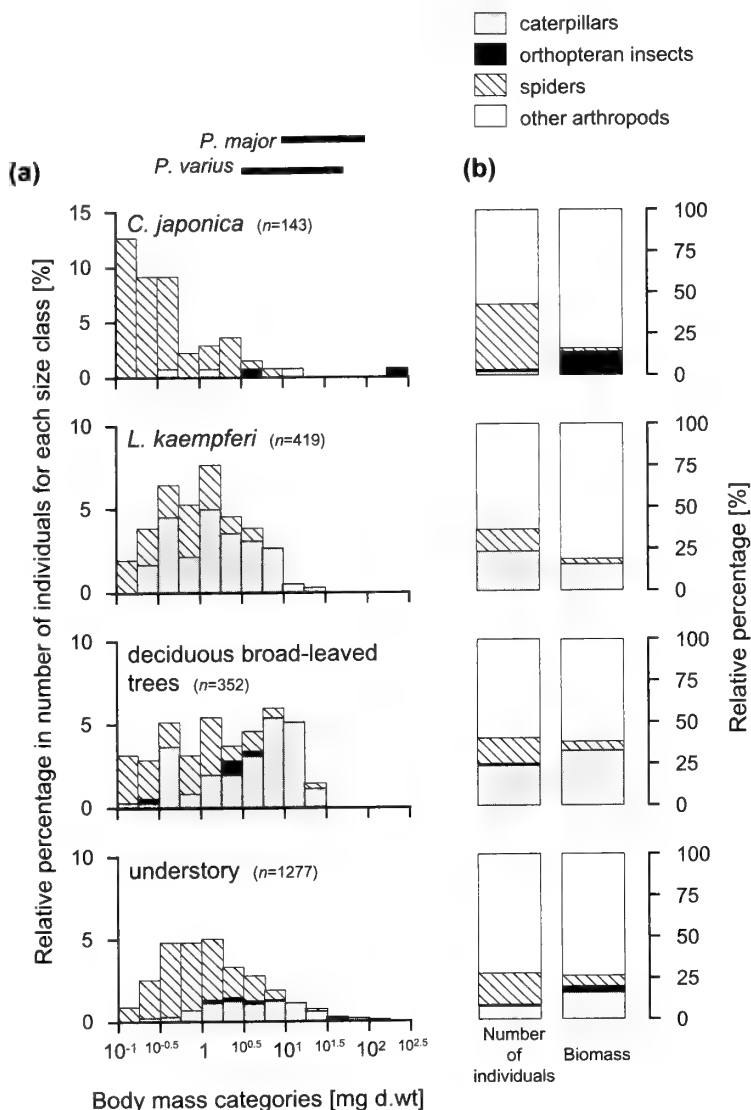 caterpillars
orthopteran insects
spiders
other arthropods
P. major
P. varius
(a)
(b)
Relative percentage in number of individuals for each size class [%]
C. japonica (n=143)
15
10
5
0
L. kaempferi (n=419)
10
5
0
deciduous broad-leaved
trees (n=352)
10
5
0
understory (n=1277)
10
5
0
10-1 10-0.5 1 100.5 101 101.5 102 102.5
Body mass categories [mg d.wt]
100
75
50
25
0
100
75
50
25
0
100
75
50
25
0
100
75
50
25
0
Relative percentage [%]
Number
of
individuals
Biomass